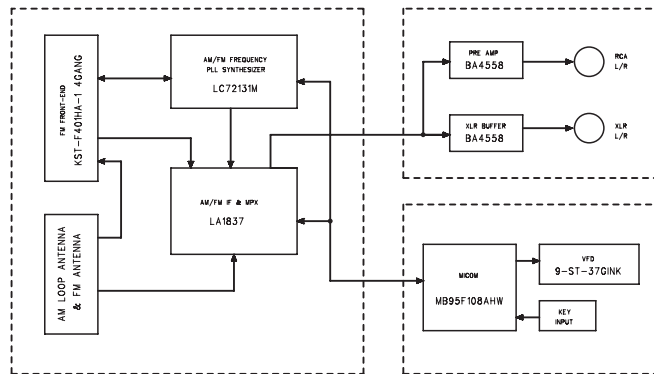 FM FRONT-END
KST-F401HA-1 4GANG
AM/FM FREQUENCY
PLL SYNTHESIZER
LC72131M
AM/FM IF & MPX
LA1837
AM LOOP ANTENNA
& FM ANTENNA
PRE AMP
BA4558
RCA
L/R
XLR BUFFER
BA4558
XLR
L/R
MICOM
MB95F108AHW
VFD
9-ST-37GINK
KEY
INPUT